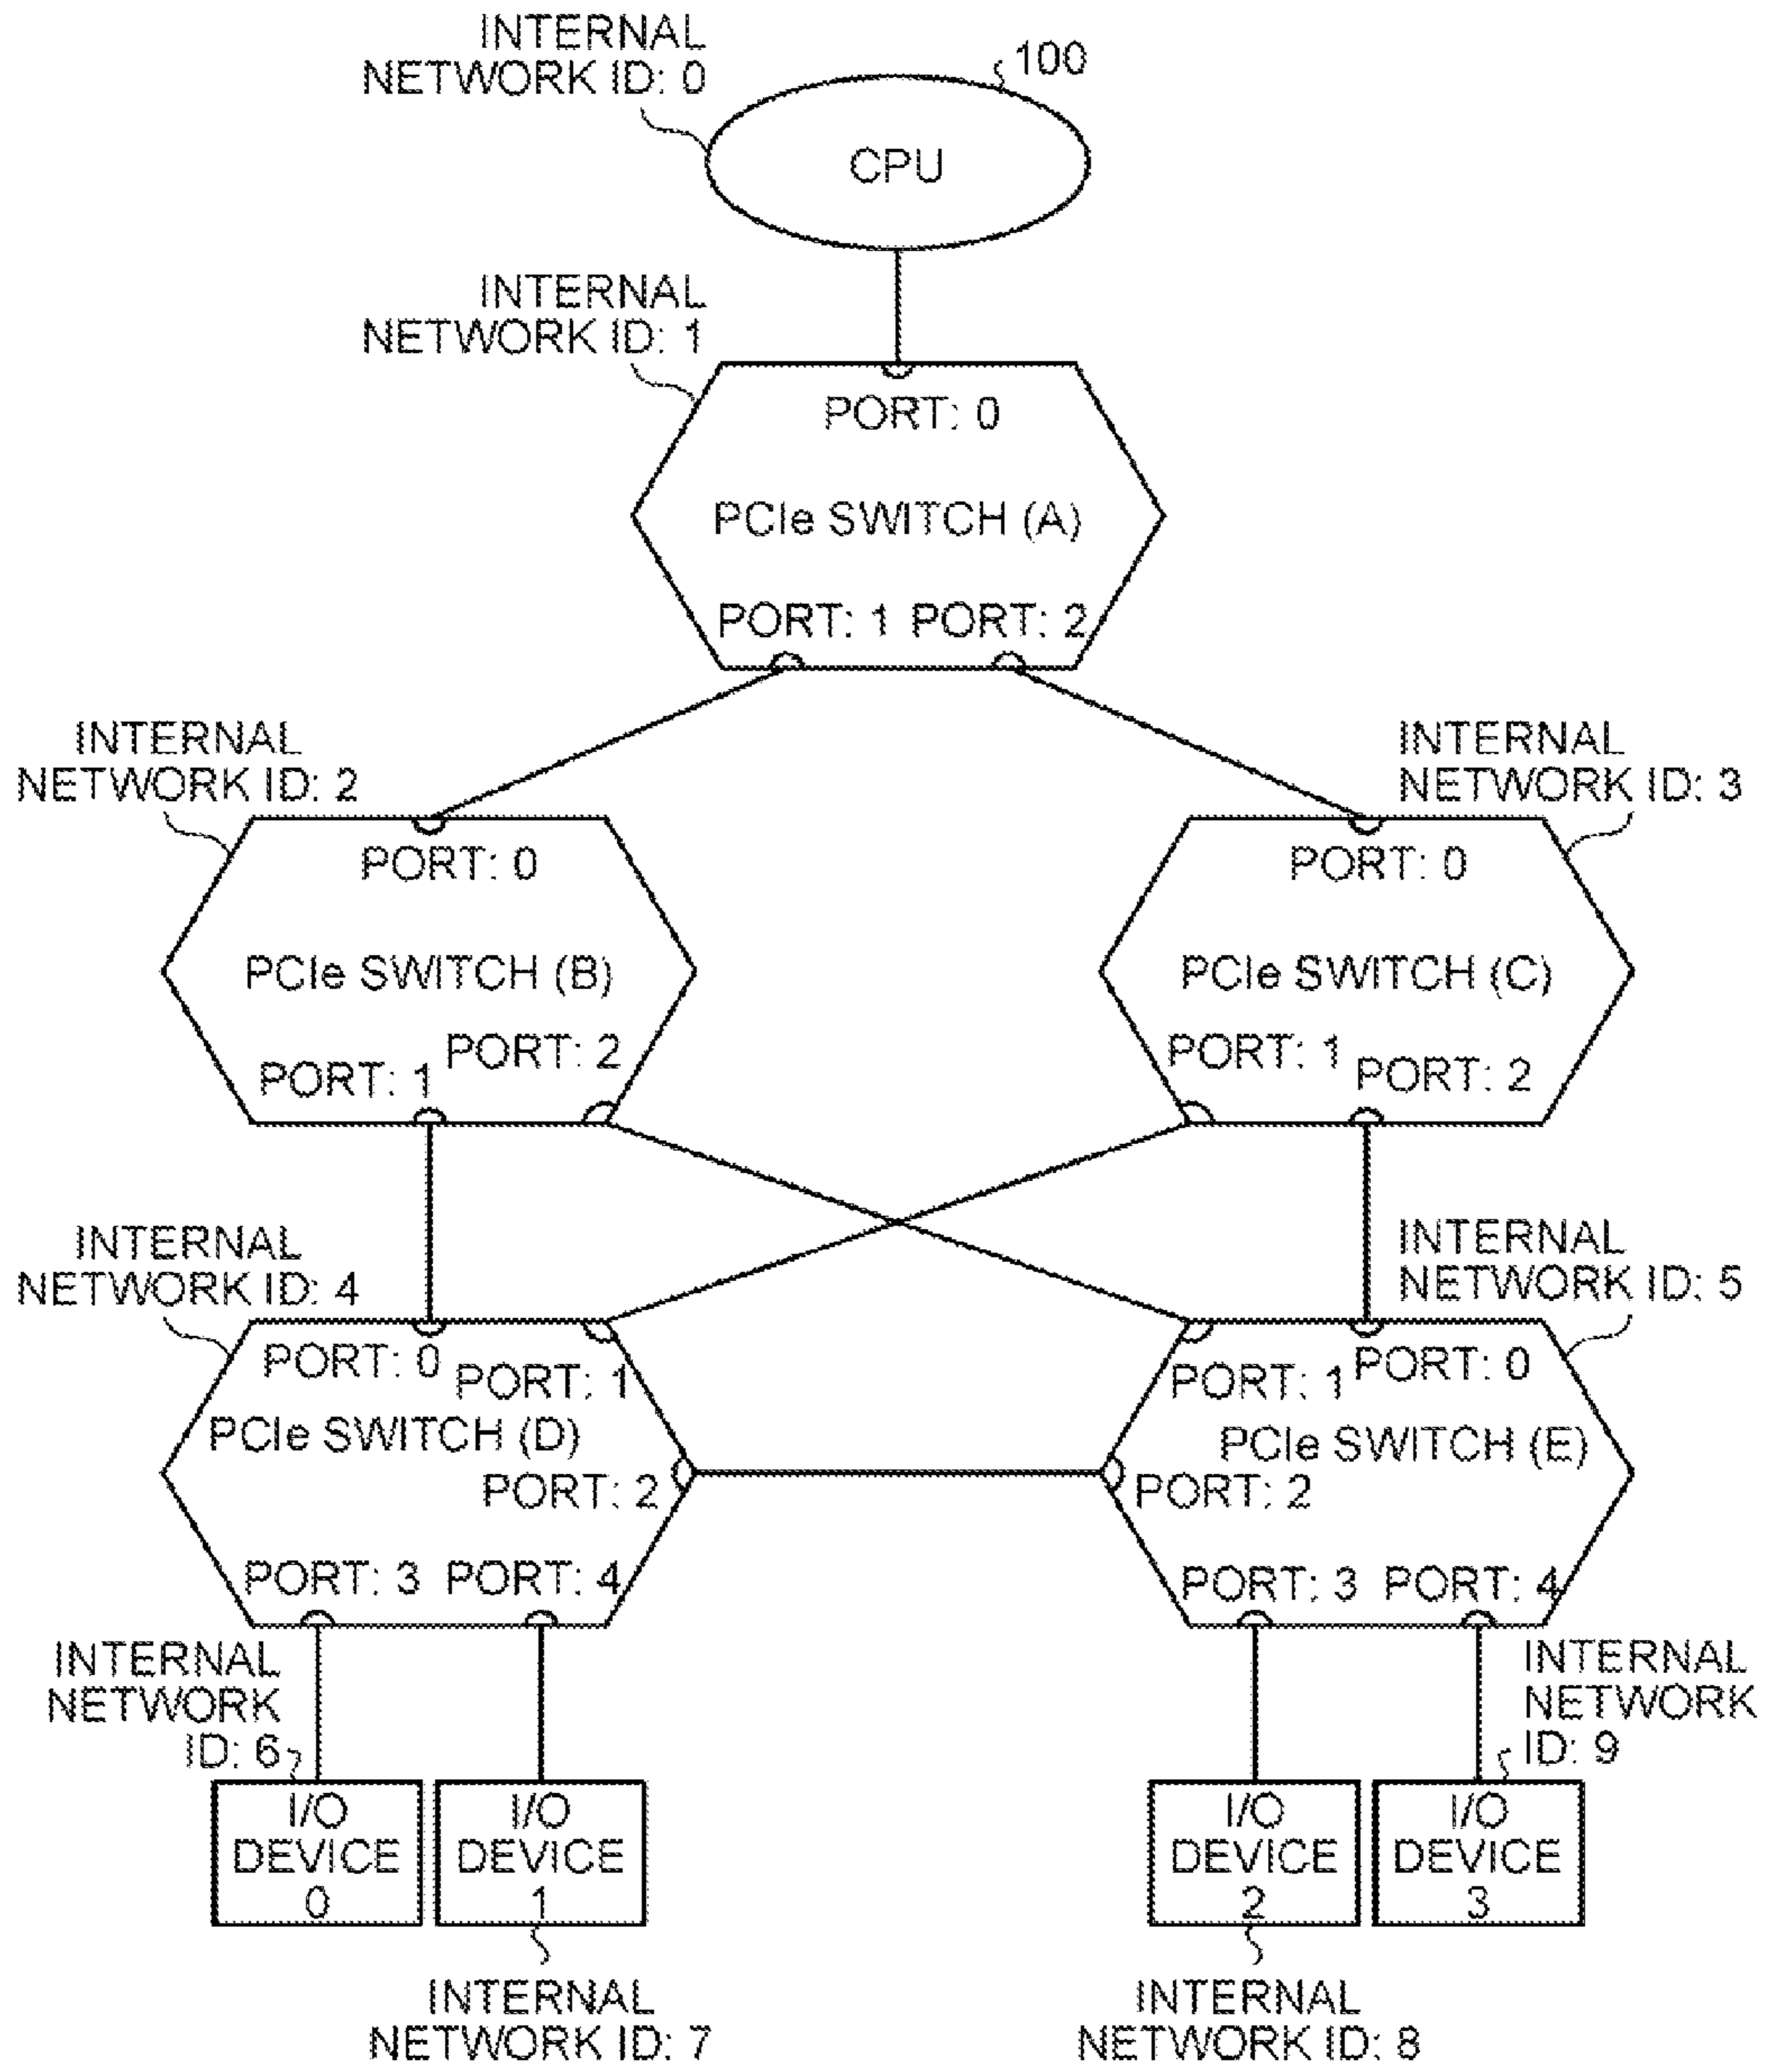 INTERNAL
NETWORK ID: 0
100
CPU
INTERNAL
NETWORK ID: 1
PORT: 0
PCIe SWITCH (A)
PORT: 1 PORT: 2
INTERNAL
NETWORK ID: 2
INTERNAL
NETWORK ID: 3
PORT: 0
PCIe SWITCH (B)
PORT: 2
PORT: 1
PORT: 0
PCIe SWITCH (C)
PORT: 1
PORT: 2
INTERNAL
NETWORK ID: 4
INTERNAL
NETWORK ID: 5
PORT: 0
PORT: 1
PCIe SWITCH (D)
PORT: 2
PORT: 3 PORT: 4
PORT: 1
PORT: 0
PCIe SWITCH (E)
PORT: 2
PORT: 3 PORT: 4
INTERNAL
NETWORK
ID: 6
INTERNAL
NETWORK
ID: 9
I/O
DEVICE
0
I/O
DEVICE
1
I/O
DEVICE
2
I/O
DEVICE
3
INTERNAL
NETWORK ID: 7
INTERNAL
NETWORK ID: 8